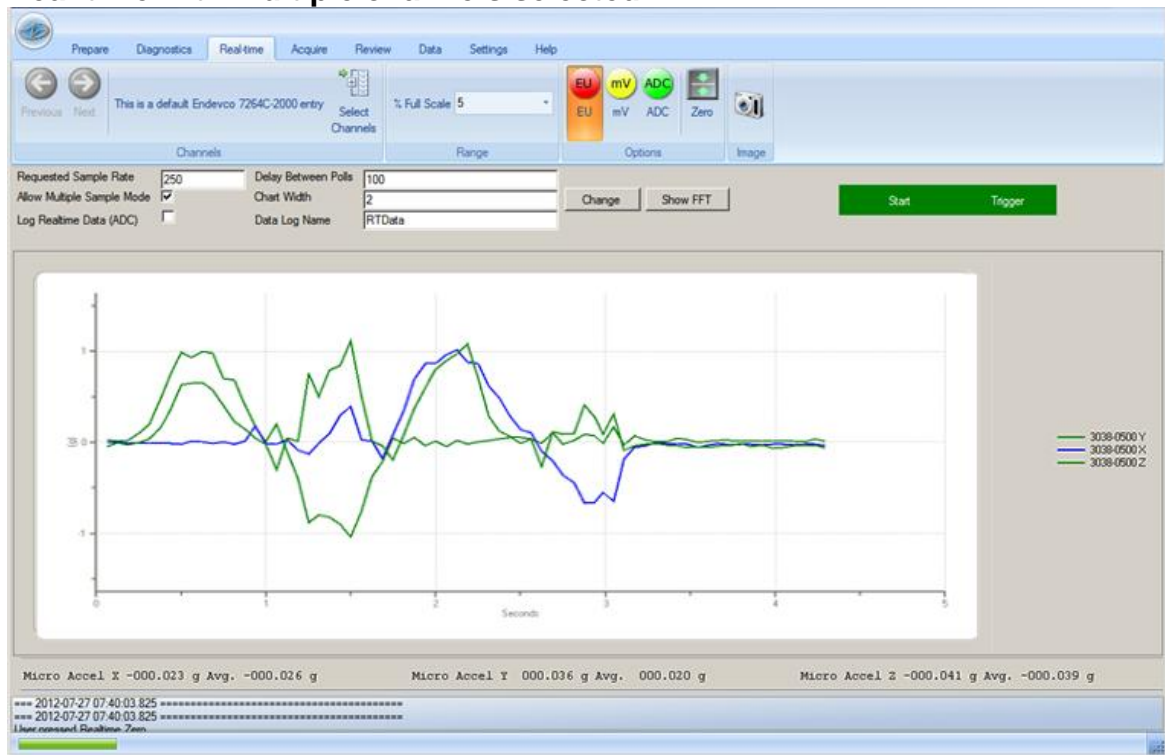 Prepare Diagnostics Real-time Acquire Review Data Settings Help
Previous Next This is a default Endevco 7264C-2000 entry Select Channels % Full Scale 5 EU mV ADC
EU mV ADC Zero
Channels Range Options Image
Requested Sample Rate 250 Delay Between Polls 100
Allow Multiple Sample Mode Chart Width 2 Change Show FFT Start Trigger
Log Realtime Data (ADC) Data Log Name RTData
1
0
-1
0 1 2 3 4 5
Seconds
3038-0500 Y
3038-0500 X
3038-0500 Z
Micro Accel X -000.023 g Avg. -000.026 g Micro Accel Y 000.036 g Avg. 000.020 g Micro Accel Z -000.041 g Avg. -000.039 g
=== 2012-07-27 07:40:03.825 ========================================
=== 2012-07-27 07:40:03.825 ========================================
User pressed Realtime Zero